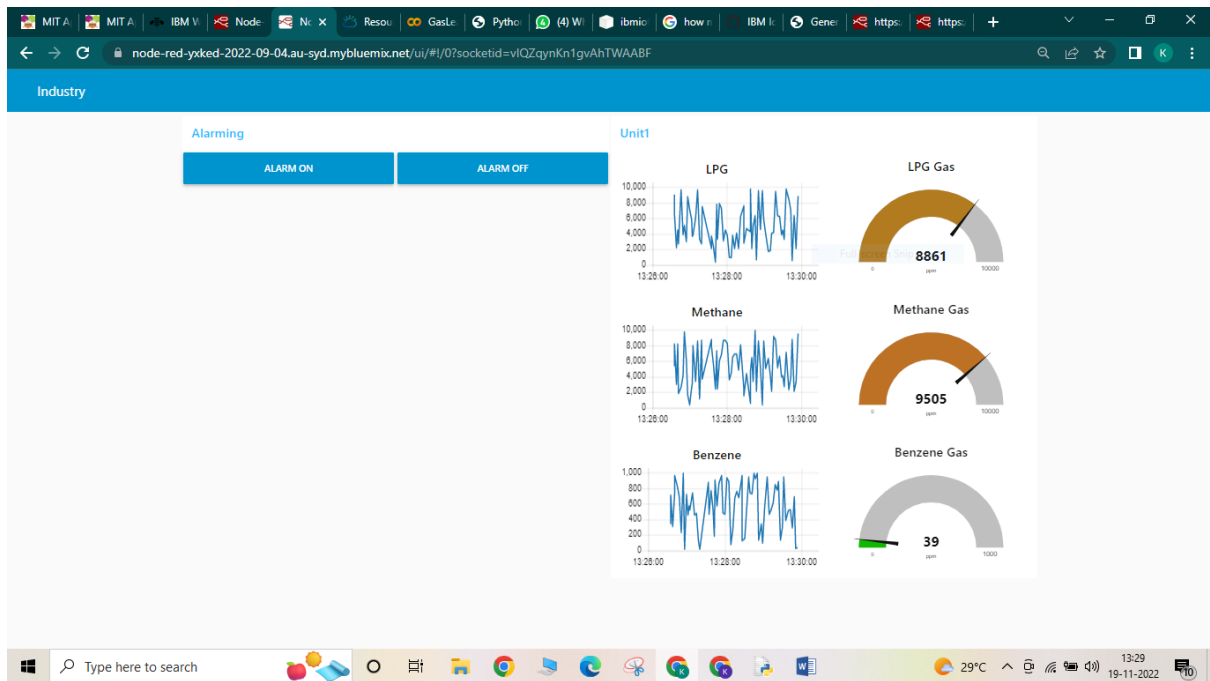 MIT A
MIT A
IBM W
Node-
No
Resou
GasLe
Pytho
(4) W
ibmio
how n
IBM
Gener
https:
https:
node-red-yxked-2022-09-04.au-syd.mybluemix.net/ui/#!/0?socketid=vIQZqynKn1gvAhTWAABF
K
Industry
Alarming
ALARM ON
ALARM OFF
Unit1
LPG
10,000
8,000
6,000
4,000
2,000
0
13:26:00 13:28:00 13:30:00
LPG Gas
8861
ppm
0
10000
Methane
10,000
8,000
6,000
4,000
2,000
0
13:26:00 13:28:00 13:30:00
Methane Gas
9505
ppm
0
10000
Benzene
1,000
800
600
400
200
0
13:26:00 13:28:00 13:30:00
Benzene Gas
39
ppm
0
1000
Type here to search
29°C
13:29
19-11-2022
10